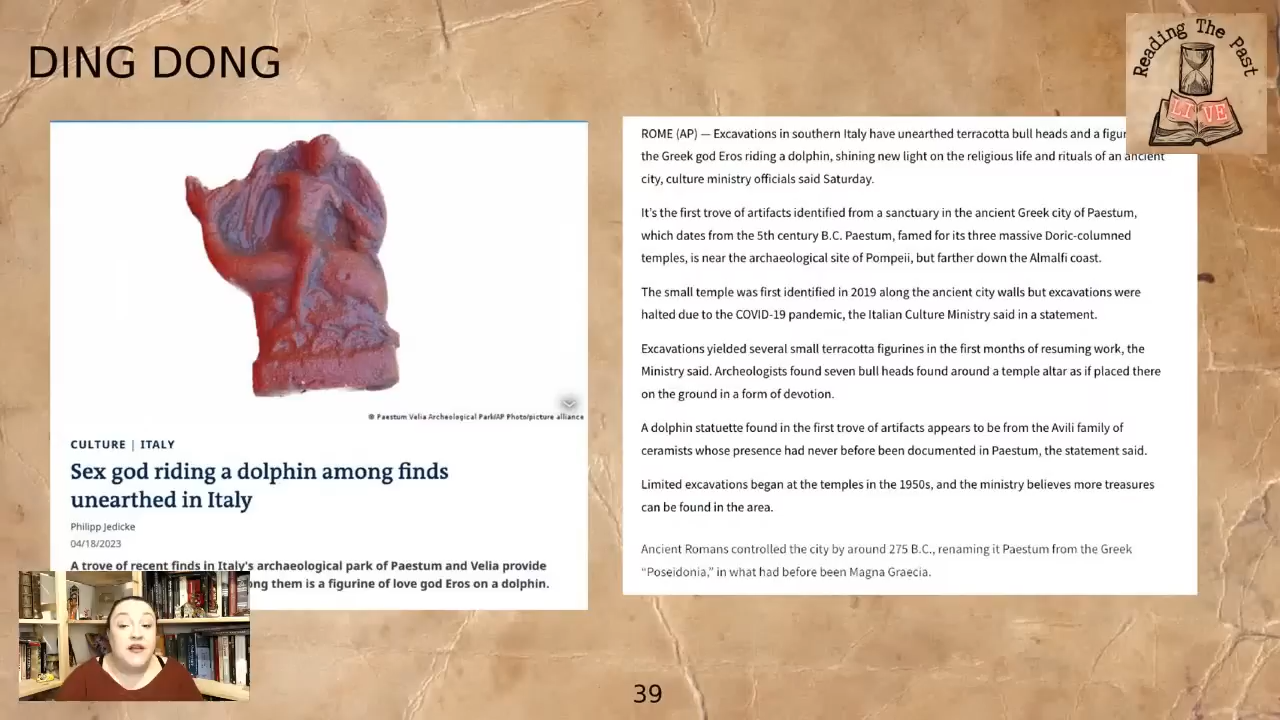 DING DONG
Reading The Past
LIVE
© Paestum Velia Archeological Park/AP Photo/picture alliance
CULTURE | ITALY
Sex god riding a dolphin among finds
unearthed in Italy
Philipp Jedicke
04/18/2023
A trove of recent finds in Italy's archaeological park of Paestum and Velia provide
is a figurine of love god Eros on a dolphin.
ROME (AP) — Excavations in southern Italy have unearthed terracotta bull heads and a
the Greek god Eros riding a dolphin, shining new light on the religious life and rituals of an ancient
city, culture ministry officials said Saturday.
It's the first trove of artifacts identified from a sanctuary in the ancient Greek city of Paestum,
which dates from the 5th century B.C. Paestum, famed for its three massive Doric-columned
temples, is near the archaeological site of Pompeii, but farther down the Almalfi coast.
The small temple was first identified in 2019 along the ancient city walls but excavations were
halted due to the COVID-19 pandemic, the Italian Culture Ministry said in a statement.
Excavations yielded several small terracotta figurines in the first months of resuming work, the
Ministry said. Archeologists found seven bull heads found around a temple altar as if placed there
on the ground in a form of devotion.
A dolphin statuette found in the first trove of artifacts appears to be from the Avili family of
ceramists whose presence had never before been documented in Paestum, the statement said.
Limited excavations began at the temples in the 1950s, and the ministry believes more treasures
can be found in the area.
Ancient Romans controlled the city by around 275 B.C., renaming it Paestum from the Greek
“Poseidonia,” in what had before been Magna Graecia.
39